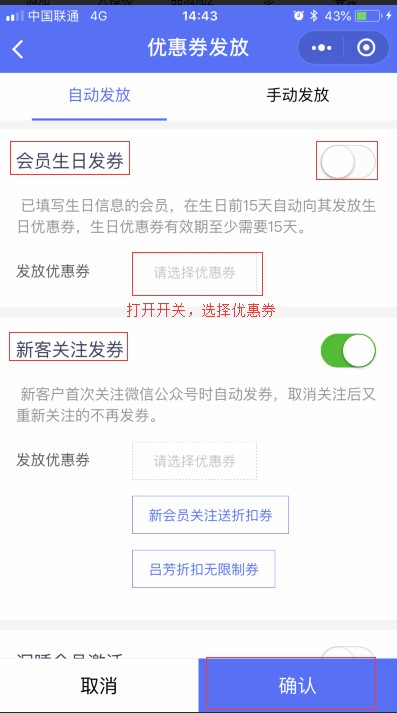 中国联通 4G 14:43 43%
优惠券发放
自动发放 手动发放
会员生日发券
已填写生日信息的会员，在生日前15天自动向其发放生
日优惠券，生日优惠券有效期至少需要15天。
发放优惠券 请选择优惠券
打开开关，选择优惠券
新客关注发券
新客户首次关注微信公众号时自动发券，取消关注后又
重新关注的不再发券。
发放优惠券 请选择优惠券
新会员关注送折扣券
吕芳折扣无限制券
沉睡会员激活
取消 确认